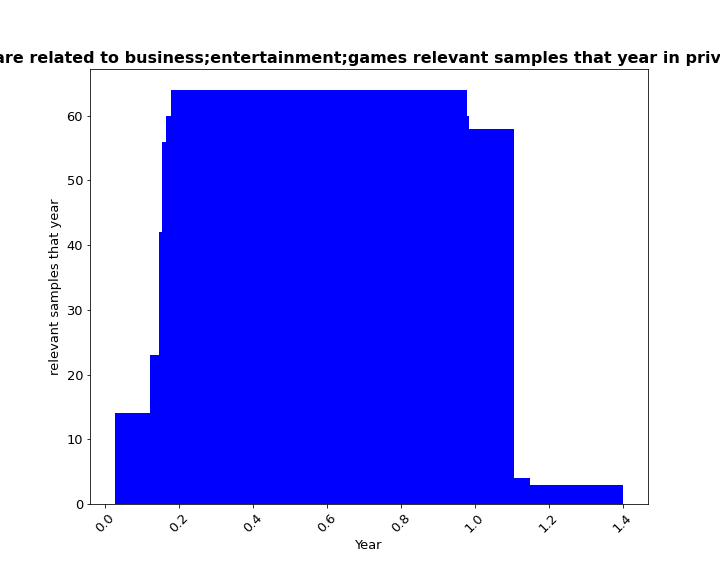 are related to business;entertainment;games relevant samples that year in priv
60
50
40
30
20
10
0
relevant samples that year
0.0 0.2 0.4 0.6 0.8 1.0 1.2 1.4
Year